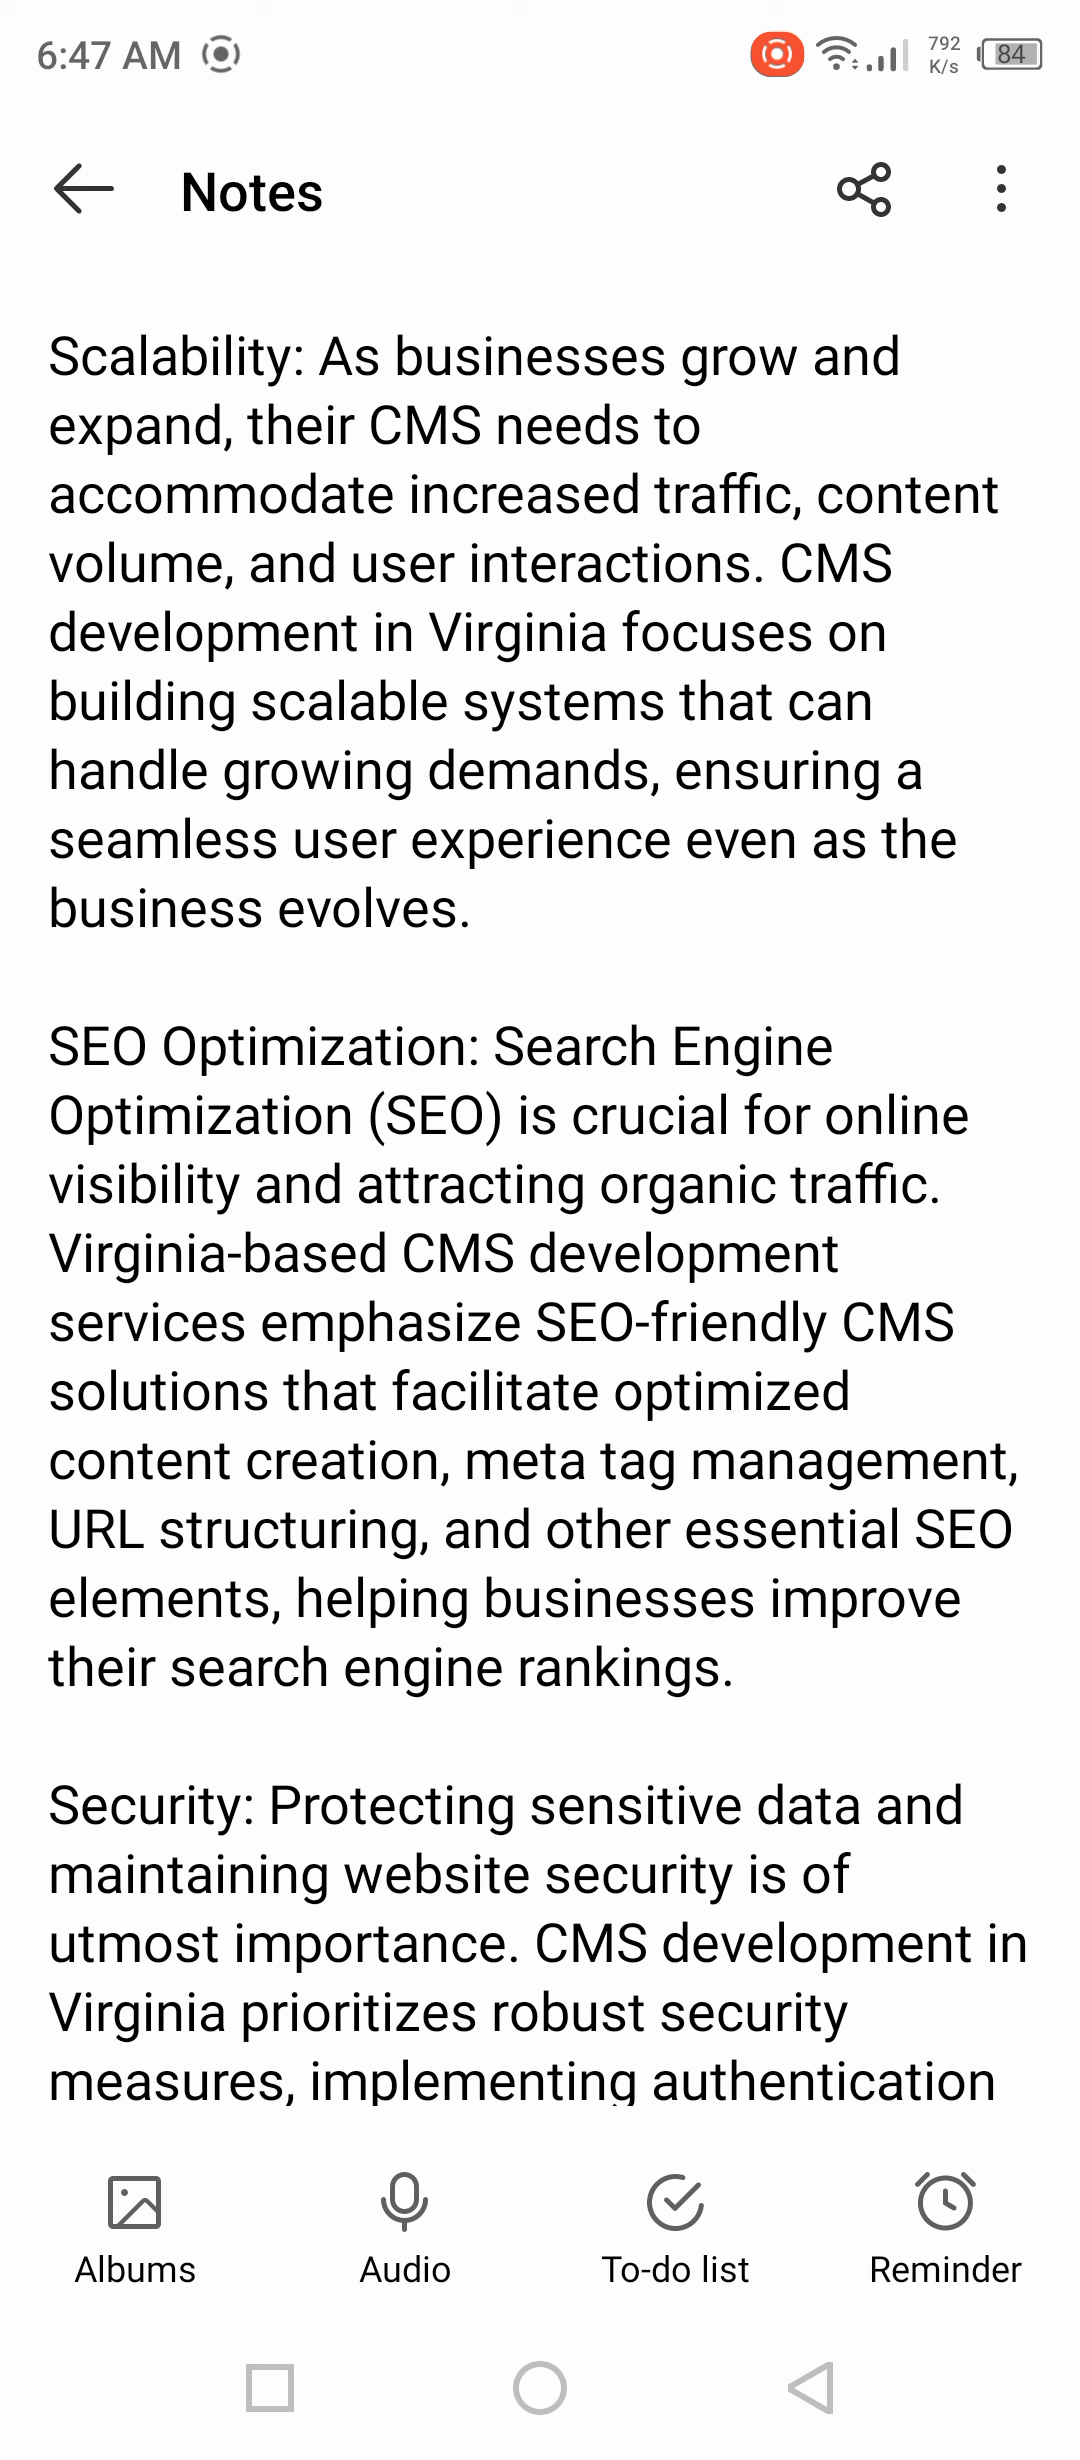 6:47 AM
792
K/s
84
Notes
Scalability: As businesses grow and
expand, their CMS needs to
accommodate increased traffic, content
volume, and user interactions. CMS
development in Virginia focuses on
building scalable systems that can
handle growing demands, ensuring a
seamless user experience even as the
business evolves.
SEO Optimization: Search Engine
Optimization (SEO) is crucial for online
visibility and attracting organic traffic.
Virginia-based CMS development
services emphasize SEO-friendly CMS
solutions that facilitate optimized
content creation, meta tag management,
URL structuring, and other essential SEO
elements, helping businesses improve
their search engine rankings.
Security: Protecting sensitive data and
maintaining website security is of
utmost importance. CMS development in
Virginia prioritizes robust security
measures, implementing authentication
Albums
Audio
To-do list
Reminder